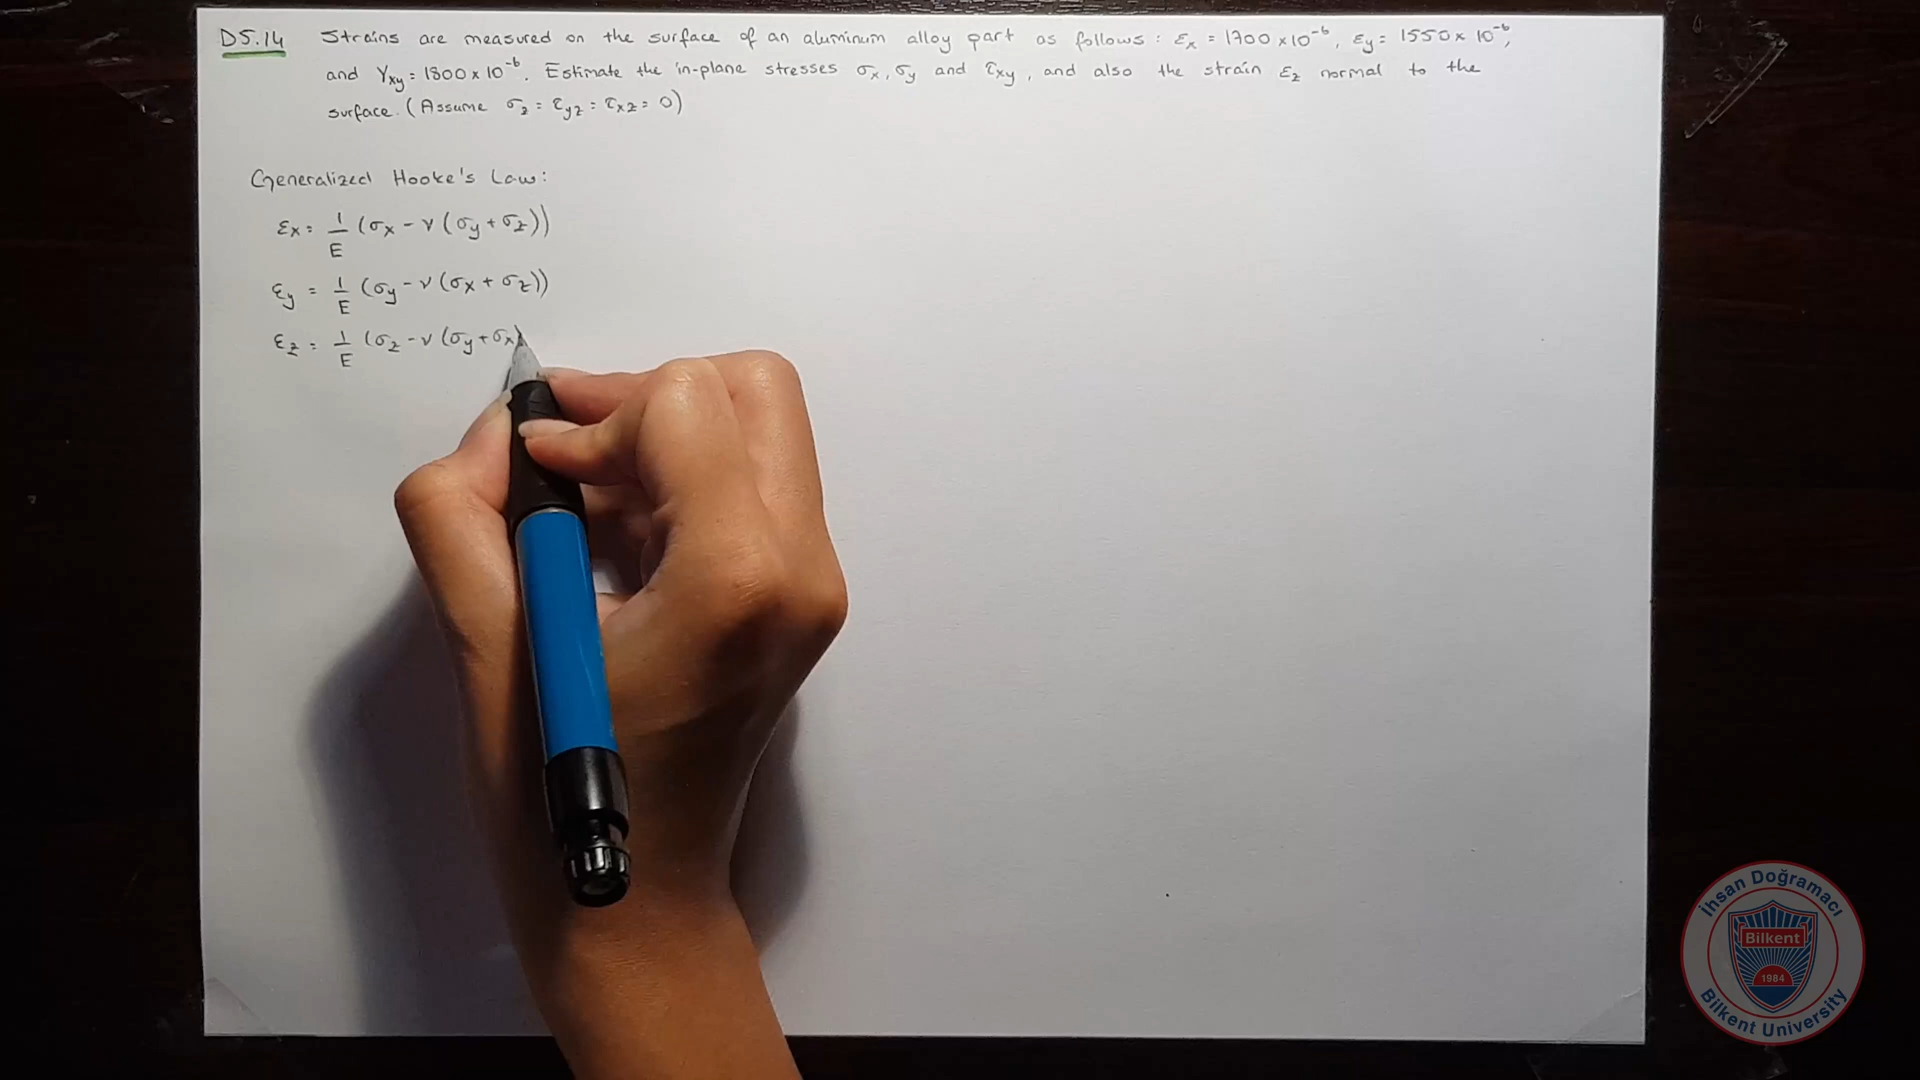 D5.14 Strains are measured on the surface of an aluminum alloy part as follows : εx = 1700 x 10⁻⁶, εy = 1550 x 10⁻⁶,
and γxy = 1800 x 10⁻⁶. Estimate the in-plane stresses σx, σy and τxy, and also the strain εz normal to the
surface. (Assume σz = τyz = τxz = 0)
Generalized Hooke's Law:
εx = 1/E (σx - ν (σy + σz))
εy = 1/E (σy - ν (σx + σz))
εz = 1/E (σz - ν (σy + σx)
İhsan Doğramacı
Bilkent
1984
Bilkent University